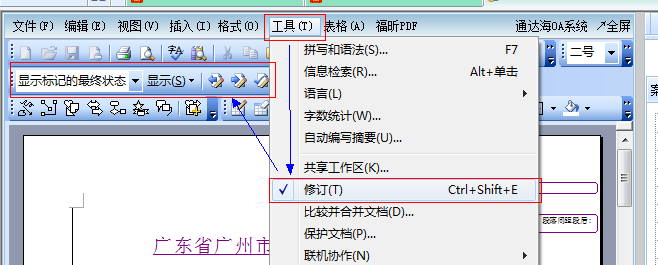 文件(F) 编辑(E) 视图(V) 插入(I) 格式(O) 工具(T) 表格(A) 福昕PDF 通达海OA系统 ↗全屏
拼写和语法(S)... F7
二号
信息检索(R)... Alt+单击
显示标记的最终状态 显示(S)
语言(L)
字数统计(W)...
自动编写摘要(U)...
共享工作区(K)...
修订(T) Ctrl+Shift+E
比较并合并文档(D)...
保护文档(P)...
广东省广州市
联机协作(N)